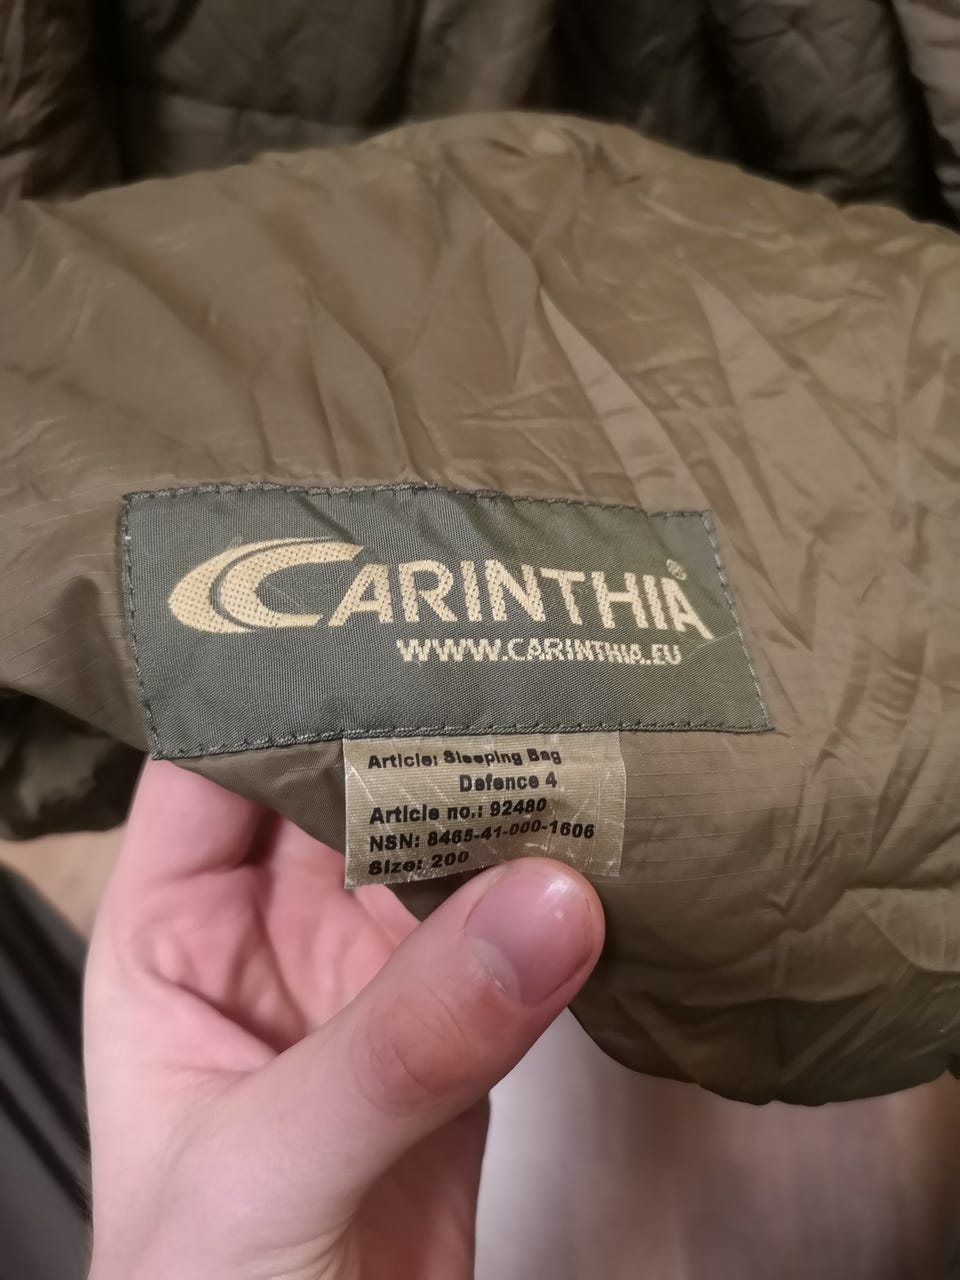 CARINTHIA®
WWW.CARINTHIA.EU
Article: Sleeping Bag
Defence 4
Article no.: 92480
NSN: 8465-41-000-1606
Size: 200